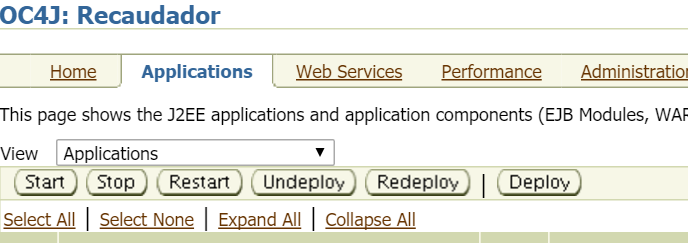 OC4J: Recaudador
Home Applications Web Services Performance Administration
This page shows the J2EE applications and application components (EJB Modules, WAR
View Applications
Start Stop Restart Undeploy Redeploy | Deploy
Select All | Select None | Expand All | Collapse All